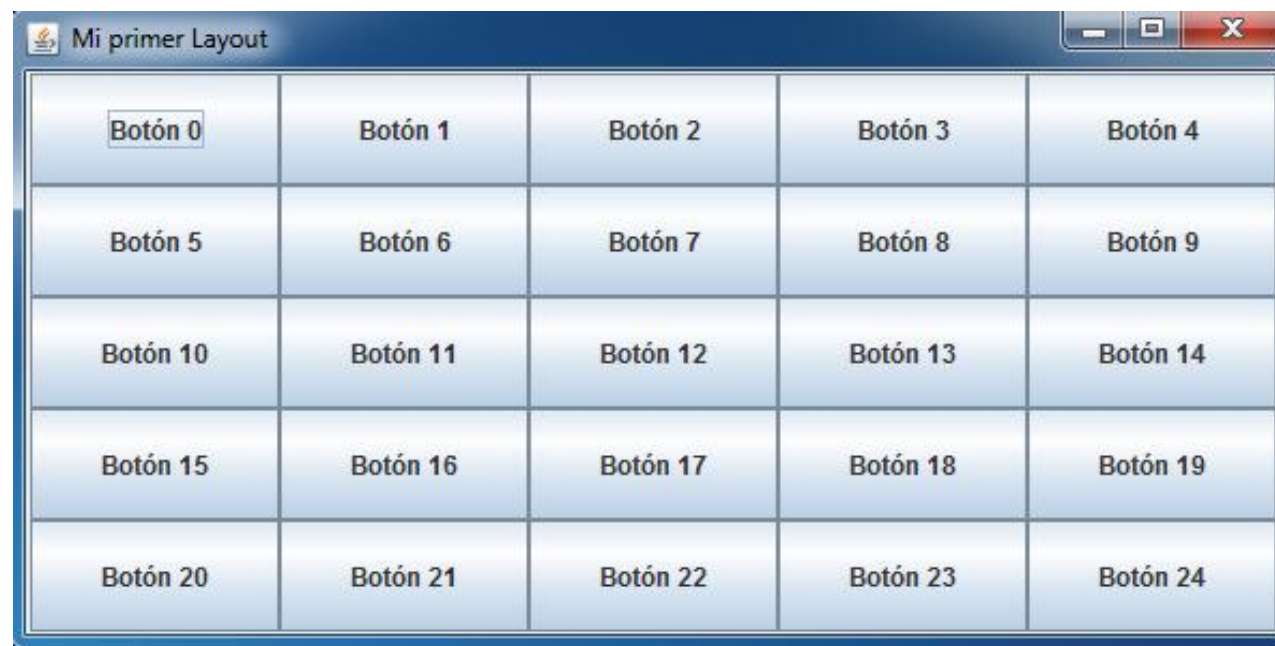 Mi primer Layout
Botón 0 Botón 1 Botón 2 Botón 3 Botón 4
Botón 5 Botón 6 Botón 7 Botón 8 Botón 9
Botón 10 Botón 11 Botón 12 Botón 13 Botón 14
Botón 15 Botón 16 Botón 17 Botón 18 Botón 19
Botón 20 Botón 21 Botón 22 Botón 23 Botón 24